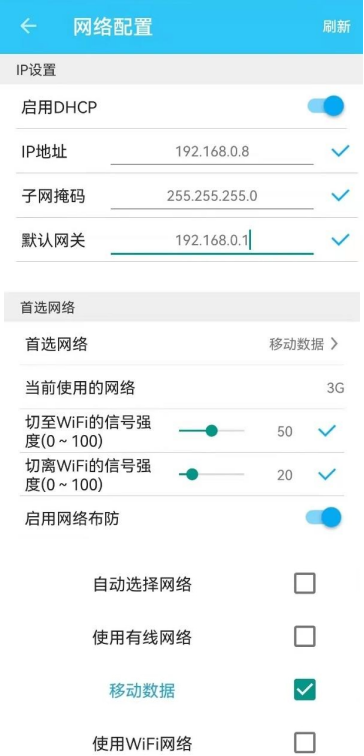 网络配置 刷新
IP设置
启用DHCP
IP地址 192.168.0.8
子网掩码 255.255.255.0
默认网关 192.168.0.1
首选网络
首选网络 移动数据
当前使用的网络 3G
切至WiFi的信号强
度(0~100) 50
切离WiFi的信号强
度(0~100) 20
启用网络布防
自动选择网络
使用有线网络
移动数据
使用WiFi网络